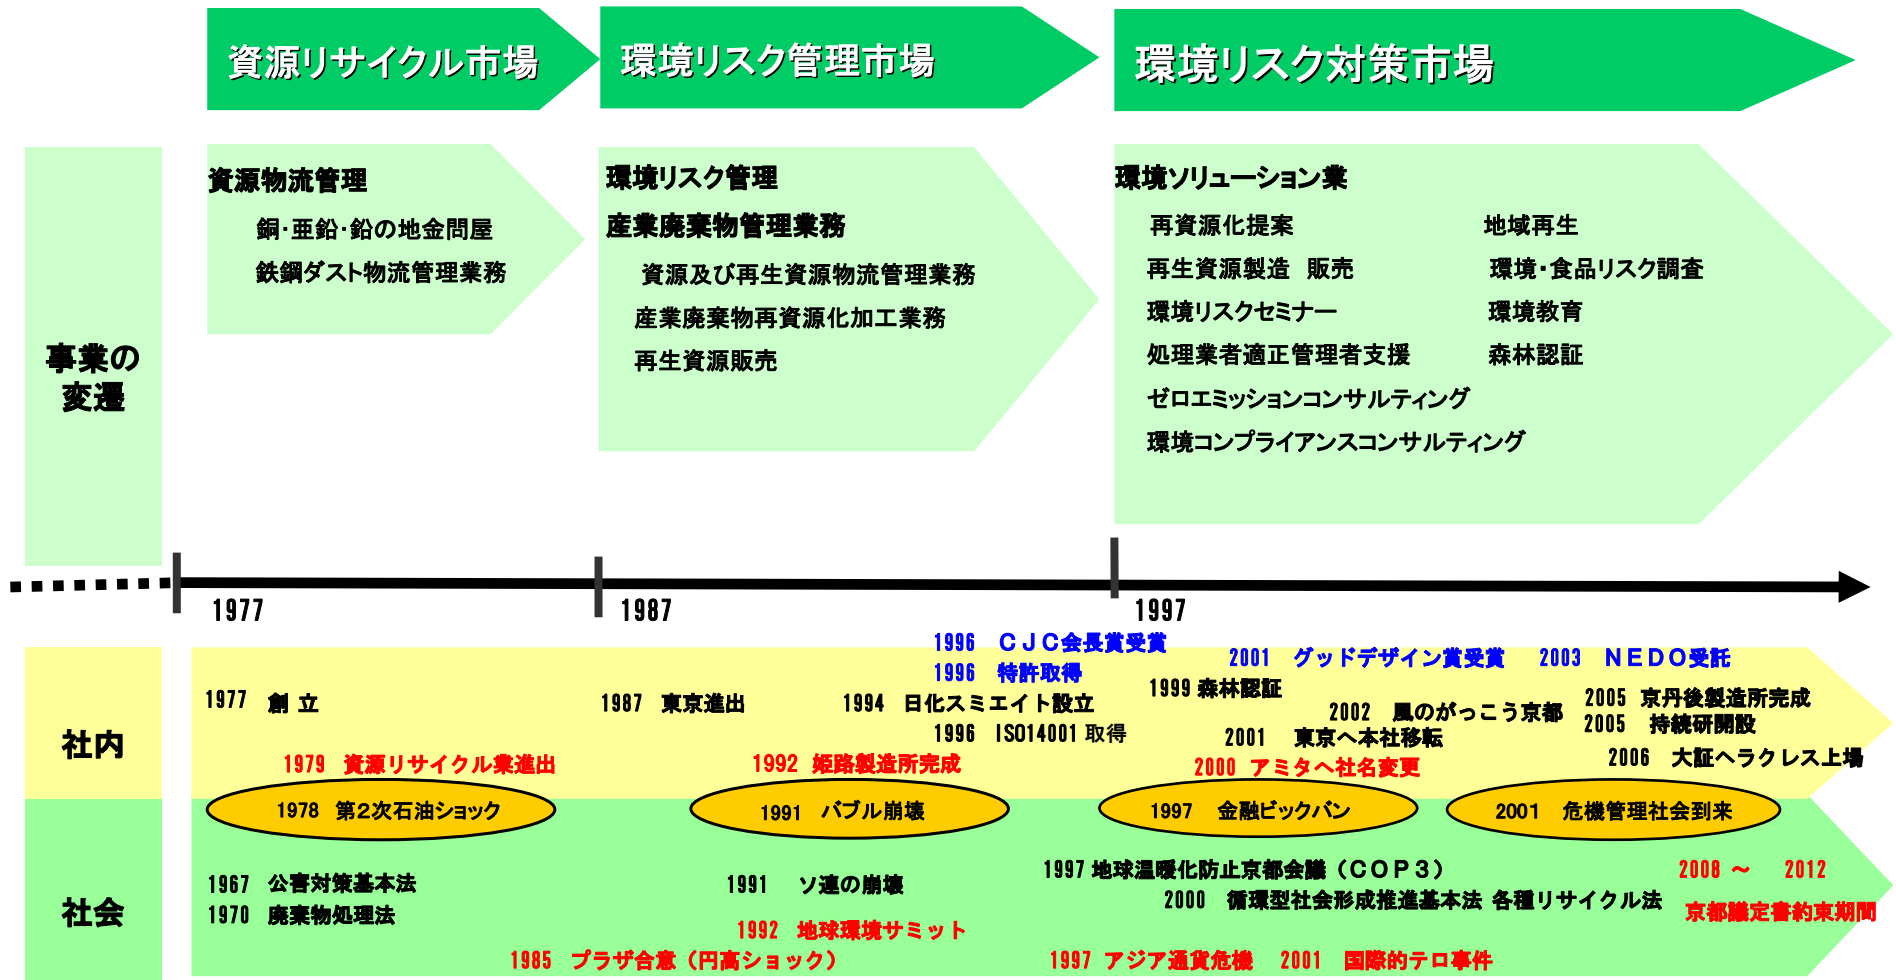 資源リサイクル市場
環境リスク管理市場
環境リスク対策市場
事業の
変遷
資源物流管理
銅・亜鉛・鉛の地金問屋
鉄鋼ダスト物流管理業務
環境リスク管理
産業廃棄物管理業務
資源及び再生資源物流管理業務
産業廃棄物再資源化加工業務
再生資源販売
環境ソリューション業
再資源化提案
再生資源製造 販売
環境リスクセミナー
処理業者適正管理者支援
ゼロエミッションコンサルティング
環境コンプライアンスコンサルティング
地域再生
環境・食品リスク調査
環境教育
森林認証
1977
1987
1997
社内
1977 創 立
1979 資源リサイクル業進出
1987 東京進出
1992 姫路製造所完成
1994 日化スミエイト設立
1996 CJC会長賞受賞
1996 特許取得
1996 ISO14001 取得
1999 森林認証
2001 グッドデザイン賞受賞
2003 NEDO受託
2002 風のがっこう京都
2001 東京へ本社移転
2000 アミタへ社名変更
2005 京丹後製造所完成
2005 持続研開設
2006 大証ヘラクレス上場
1978 第2次石油ショック
1991 バブル崩壊
1997 金融ビックバン
2001 危機管理社会到来
社会
1967 公害対策基本法
1970 廃棄物処理法
1985 プラザ合意（円高ショック）
1991 ソ連の崩壊
1992 地球環境サミット
1997 地球温暖化防止京都会議（COP3）
2000 循環型社会形成推進基本法 各種リサイクル法
1997 アジア通貨危機
2001 国際的テロ事件
2008 ～ 2012
京都議定書約束期間